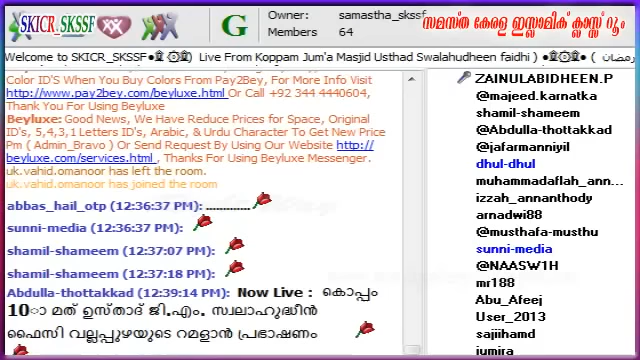 SKICR.SKSSF
G
Owner: samastha_skssf
Members 64
സമസ്ത കേരള ഇസ്ലാമിക് ക്ലാസ്സ് റൂം
Welcome to SKICR_SKSSF Live From Koppam Jum'a Masjid Usthad Swalahudheen faidhi )
Color ID'S When You Buy Colors From Pay2Bey, For More Info Visit
http://www.pay2bey.com/beyluxe.html Or Call +92 344 4440604,
Thank You For Using Beyluxe
Beyluxe: Good News, We Have Reduce Prices for Space, Original
ID's, 5,4,3,1 Letters ID's, Arabic, & Urdu Character To Get New Price
Pm ( Admin_Bravo ) Or Send Request By Using Our Website http://
beyluxe.com/services.html , Thanks For Using Beyluxe Messenger.
uk.vahid.omanoor has left the room.
uk.vahid.omanoor has joined the room
abbas_hail_otp (12:36:37 PM): .............
sunni-media (12:36:37 PM):
shamil-shameem (12:37:07 PM):
shamil-shameem (12:37:18 PM):
Abdulla-thottakkad (12:39:14 PM): Now Live : കൊപ്പം
10ാ മത് ഉസ്താദ് ജി.എം. സ്വലാഹുദ്ധീൻ
ഫൈസി വല്ലപ്പുഴയുടെ റമളാൻ പ്രഭാഷണം
ZAINULABIDHEEN.P
@majeed.karnatka
shamil-shameem
@Abdulla-thottakkad
@jafarmanniyil
dhul-dhul
muhammadaflah_ann...
izzah_ananthody
arnadwi88
@musthafa-musthu
sunni-media
@NAASW1H
mr188
Abu_Afeej
User_2013
sajiihamd
jumira